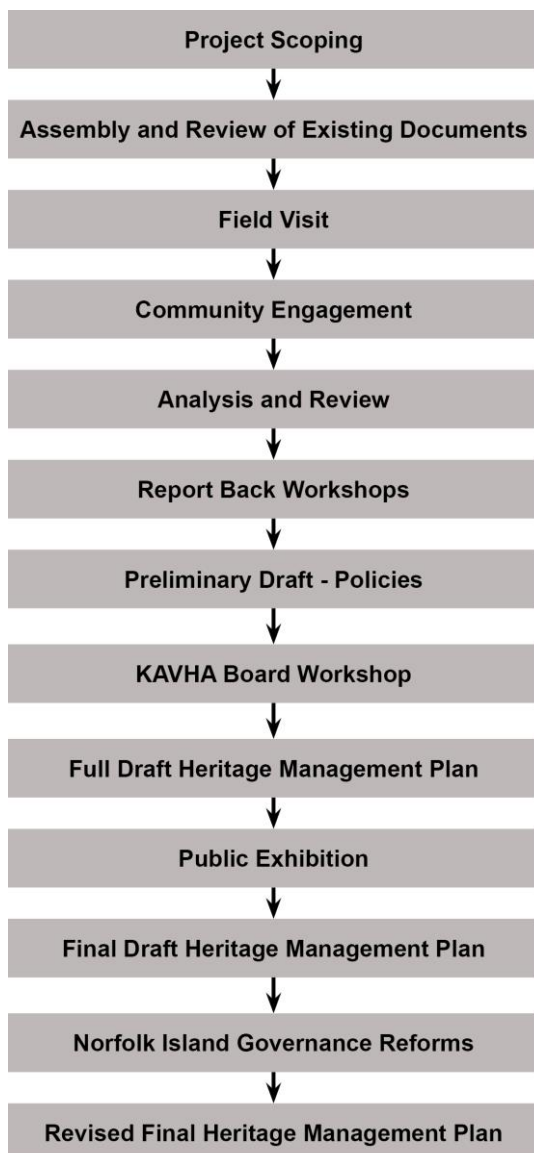 Project Scoping
Assembly and Review of Existing Documents
Field Visit
Community Engagement
Analysis and Review
Report Back Workshops
Preliminary Draft - Policies
KAVHA Board Workshop
Full Draft Heritage Management Plan
Public Exhibition
Final Draft Heritage Management Plan
Norfolk Island Governance Reforms
Revised Final Heritage Management Plan